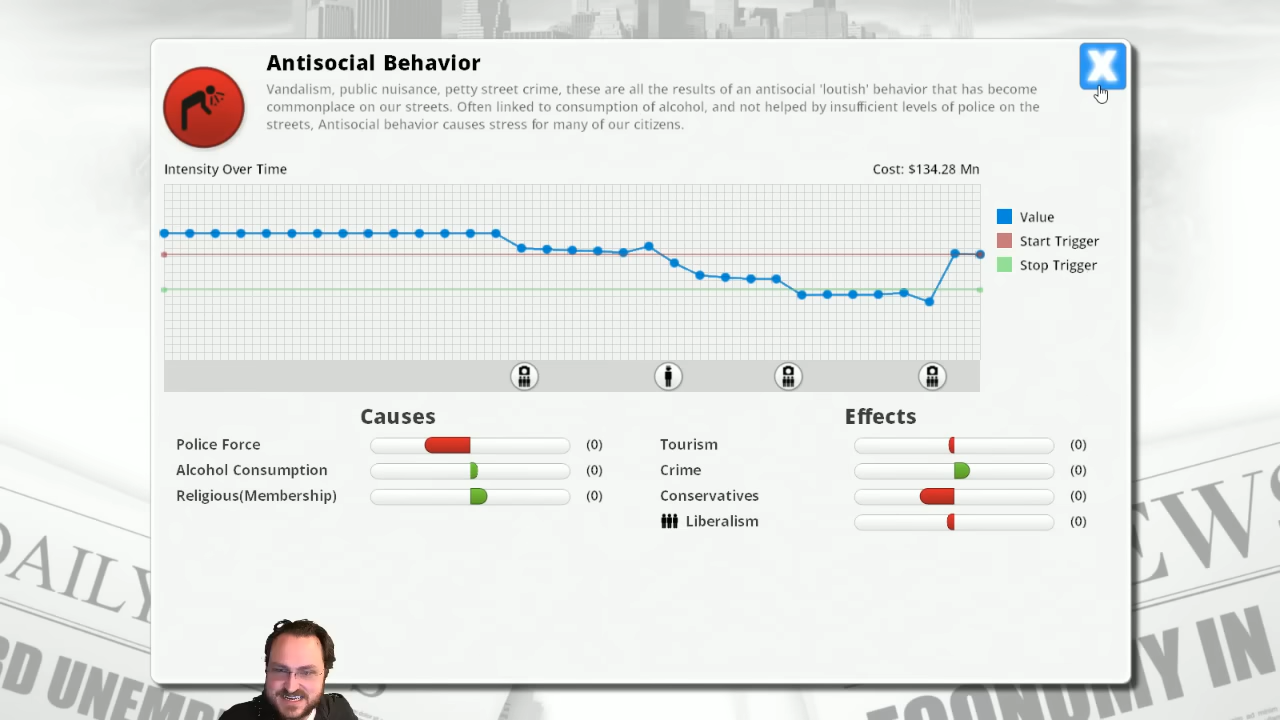 Antisocial Behavior
Vandalism, public nuisance, petty street crime, these are all the results of an antisocial 'loutish' behavior that has become
commonplace on our streets. Often linked to consumption of alcohol, and not helped by insufficient levels of police on the
streets, Antisocial behavior causes stress for many of our citizens.
Intensity Over Time
Cost: $134.28 Mn
Value
Start Trigger
Stop Trigger
Causes
Police Force (0)
Alcohol Consumption (0)
Religious(Membership) (0)
Effects
Tourism (0)
Crime (0)
Conservatives (0)
Liberalism (0)
DAILY
NEWS
ECONOMY IN